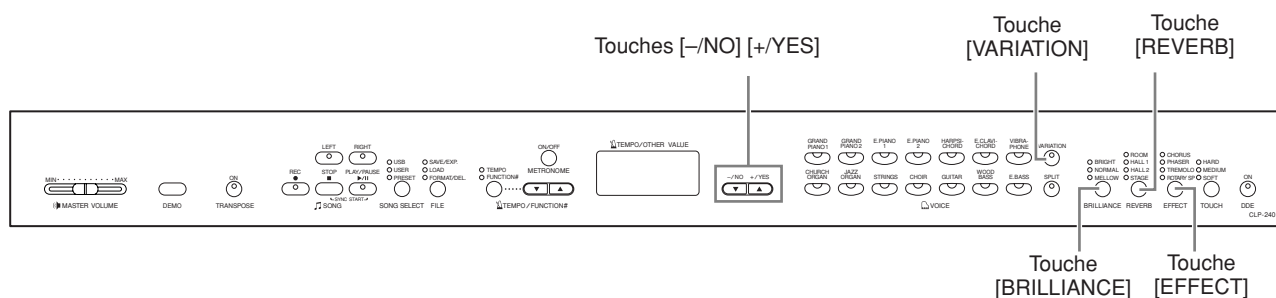 Touches [–/NO] [+/YES]
Touche
[VARIATION]
Touche
[REVERB]
MIN
MAX
MASTER VOLUME
DEMO
ON
TRANSPOSE
LEFT
RIGHT
REC
STOP
PLAY/PAUSE
SYNC START
SONG
USB
USER
PRESET
SONG SELECT
SAVE/EXP.
LOAD
FORMAT/DEL.
FILE
TEMPO
FUNCTION#
ON/OFF
METRONOME
TEMPO/FUNCTION#
TEMPO/OTHER VALUE
–/NO
+/YES
GRAND
PIANO1
GRAND
PIANO2
E.PIANO
1
E.PIANO
2
HARPSI-
CHORD
E.CLAVI-
CHORD
VIBRA-
PHONE
VARIATION
CHURCH
ORGAN
JAZZ
ORGAN
STRINGS
CHOIR
GUITAR
WOOD
BASS
E.BASS
SPLIT
VOICE
BRIGHT
NORMAL
MELLOW
BRILLIANCE
ROOM
HALL 1
HALL 2
STAGE
REVERB
CHORUS
PHASER
TREMOLO
ROTARY SP
EFFECT
HARD
MEDIUM
SOFT
TOUCH
ON
DDE
CLP-240
Touche
[BRILLIANCE]
Touche
[EFFECT]